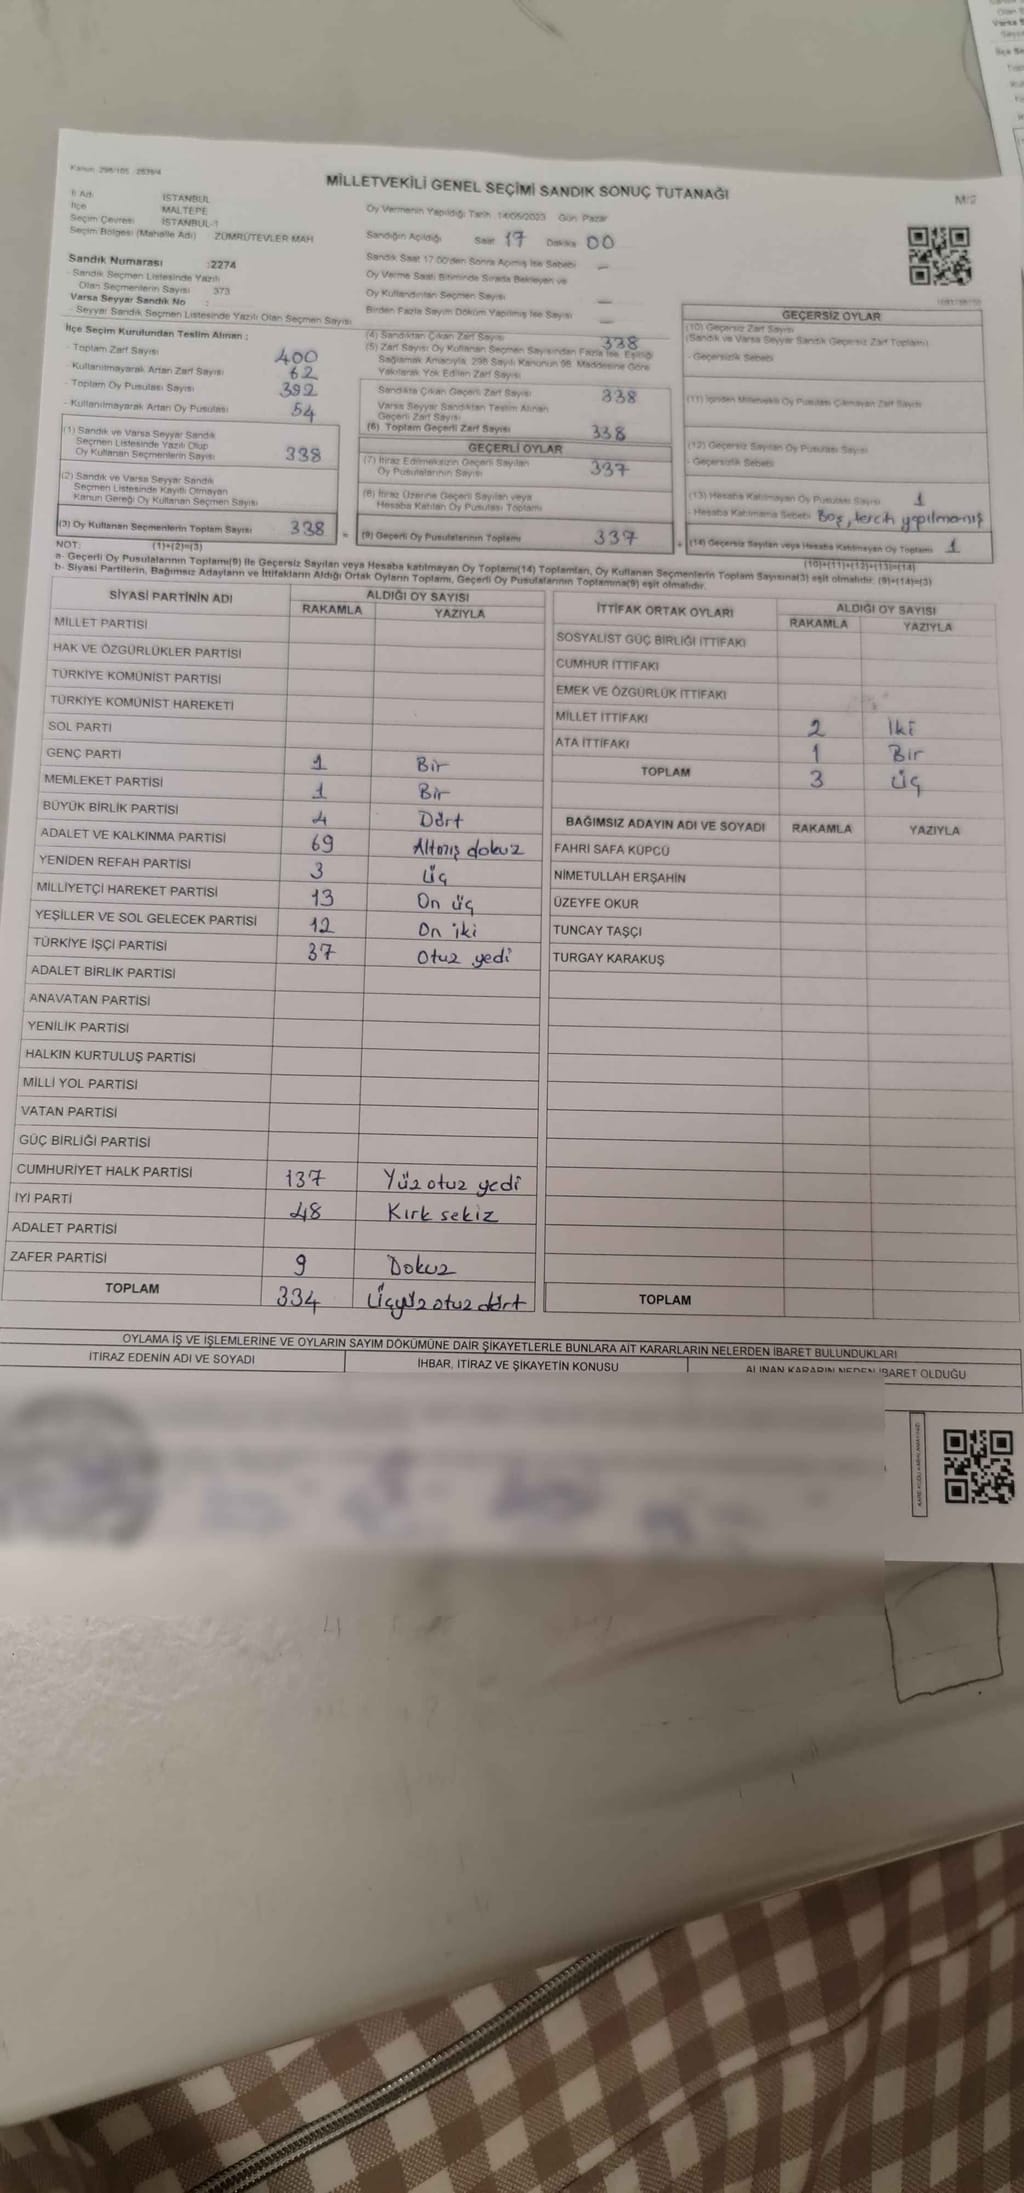 Kanun: 298/105 - 2839/4
MİLLETVEKİLİ GENEL SEÇİMİ SANDIK SONUÇ TUTANAĞI
İl Adı İSTANBUL
İlçe MALTEPE
Seçim Çevresi İSTANBUL-1
Seçim Bölgesi (Mahalle Adı) : ZÜMRÜTEVLER MAH
Oy Vermenin Yapıldığı Tarih 14/05/2023 Gün Pazar
Sandığın Açıldığı Saat 17 Dakika 00
Sandık Saat 17.00'den Sonra Açılmış İse Sebebi —
Oy Verme Saati Bitiminde Sırada Bekleyen ve
Oy Kullandırılan Seçmen Sayısı —
Birden Fazla Sayım Döküm Yapılmış İse Sayısı —
Sandık Numarası :2274
- Sandık Seçmen Listesinde Yazılı
Olan Seçmenlerin Sayısı 373
Varsa Seyyar Sandık No :
- Seyyar Sandık Seçmen Listesinde Yazılı Olan Seçmen Sayısı
İlçe Seçim Kurulundan Teslim Alınan ;
- Toplam Zarf Sayısı 400
- Kullanılmayarak Artan Zarf Sayısı 62
- Toplam Oy Pusulası Sayısı 392
- Kullanılmayarak Artan Oy Pusulası 54
(1) Sandık ve Varsa Seyyar Sandık
Seçmen Listesinde Yazılı Olup
Oy Kullanan Seçmenlerin Sayısı 338
(2) Sandık ve Varsa Seyyar Sandık
Seçmen Listesinde Kayıtlı Olmayan
Kanun Gereği Oy Kullanan Seçmen Sayısı
(3) Oy Kullanan Seçmenlerin Toplam Sayısı 338
(4) Sandıktan Çıkan Zarf Sayısı 338
(5) Zarf Sayısı Oy Kullanan Seçmen Sayısından Fazla İse, Eşitliği
Sağlamak Amacıyla, 298 Sayılı Kanunun 98. Maddesine Göre
Yakılarak Yok Edilen Zarf Sayısı
Sandıkta Çıkan Geçerli Zarf Sayısı 338
Varsa Seyyar Sandıktan Teslim Alınan
Geçerli Zarf Sayısı
(6) Toplam Geçerli Zarf Sayısı 338
GEÇERLİ OYLAR
(7) İtiraz Edilmeksizin Geçerli Sayılan
Oy Pusulalarının Sayısı 337
(8) İtiraz Üzerine Geçerli Sayılan veya
Hesaba Katılan Oy Pusulası Toplamı
= (9) Geçerli Oy Pusulalarının Toplamı 337
GEÇERSİZ OYLAR
(10) Geçersiz Zarf Sayısı
(Sandık ve Varsa Seyyar Sandık Geçersiz Zarf Toplamı)
- Geçersizlik Sebebi
(11) İçinden Milletvekili Oy Pusulası Çıkmayan Zarf Sayısı
(12) Geçersiz Sayılan Oy Pusulası Sayısı
- Geçersizlik Sebebi
(13) Hesaba Katılmayan Oy Pusulası Sayısı 1
- Hesaba Katılmama Sebebi Boş, tercih yapılmamış
+ (14) Geçersiz Sayılan veya Hesaba Katılmayan Oy Toplamı 1
NOT: (1)+(2)=(3) (10)+(11)+(12)+(13)=(14)
a- Geçerli Oy Pusulalarının Toplamı(9) ile Geçersiz Sayılan veya Hesaba katılmayan Oy Toplamı(14) Toplamları, Oy Kullanan Seçmenlerin Toplam Sayısına(3) eşit olmalıdır. (9)+(14)=(3)
b- Siyasi Partilerin, Bağımsız Adayların ve İttifakların Aldığı Ortak Oyların Toplamı, Geçerli Oy Pusulalarının Toplamına(9) eşit olmalıdır.
SİYASİ PARTİNİN ADI ALDIĞI OY SAYISI
RAKAMLA YAZIYLA
MİLLET PARTİSİ
HAK VE ÖZGÜRLÜKLER PARTİSİ
TÜRKİYE KOMÜNİST PARTİSİ
TÜRKİYE KOMÜNİST HAREKETİ
SOL PARTİ
GENÇ PARTİ 1 Bir
MEMLEKET PARTİSİ 1 Bir
BÜYÜK BİRLİK PARTİSİ 4 Dört
ADALET VE KALKINMA PARTİSİ 69 Altmış dokuz
YENİDEN REFAH PARTİSİ 3 Üç
MİLLİYETÇİ HAREKET PARTİSİ 13 On üç
YEŞİLLER VE SOL GELECEK PARTİSİ 12 On iki
TÜRKİYE İŞÇİ PARTİSİ 37 Otuz yedi
ADALET BİRLİK PARTİSİ
ANAVATAN PARTİSİ
YENİLİK PARTİSİ
HALKIN KURTULUŞ PARTİSİ
MİLLİ YOL PARTİSİ
VATAN PARTİSİ
GÜÇ BİRLİĞİ PARTİSİ
CUMHURİYET HALK PARTİSİ 137 Yüz otuz yedi
İYİ PARTİ 48 Kırk sekiz
ADALET PARTİSİ
ZAFER PARTİSİ 9 Dokuz
TOPLAM 334 Üçyüz otuz dört
İTTİFAK ORTAK OYLARI ALDIĞI OY SAYISI
RAKAMLA YAZIYLA
SOSYALİST GÜÇ BİRLİĞİ İTTİFAKI
CUMHUR İTTİFAKI
EMEK VE ÖZGÜRLÜK İTTİFAKI
MİLLET İTTİFAKI 2 İki
ATA İTTİFAKI 1 Bir
TOPLAM 3 Üç
BAĞIMSIZ ADAYIN ADI VE SOYADI RAKAMLA YAZIYLA
FAHRİ SAFA KÜPCÜ
NİMETULLAH ERŞAHİN
ÜZEYFE OKUR
TUNCAY TAŞÇI
TURGAY KARAKUŞ
TOPLAM
OYLAMA İŞ VE İŞLEMLERİNE VE OYLARIN SAYIM DÖKÜMÜNE DAİR ŞİKAYETLERLE BUNLARA AİT KARARLARIN NELERDEN İBARET BULUNDUKLARI
İTİRAZ EDENİN ADI VE SOYADI İHBAR, İTİRAZ VE ŞİKAYETİN KONUSU ALINAN KARARIN NEDEN İBARET OLDUĞU